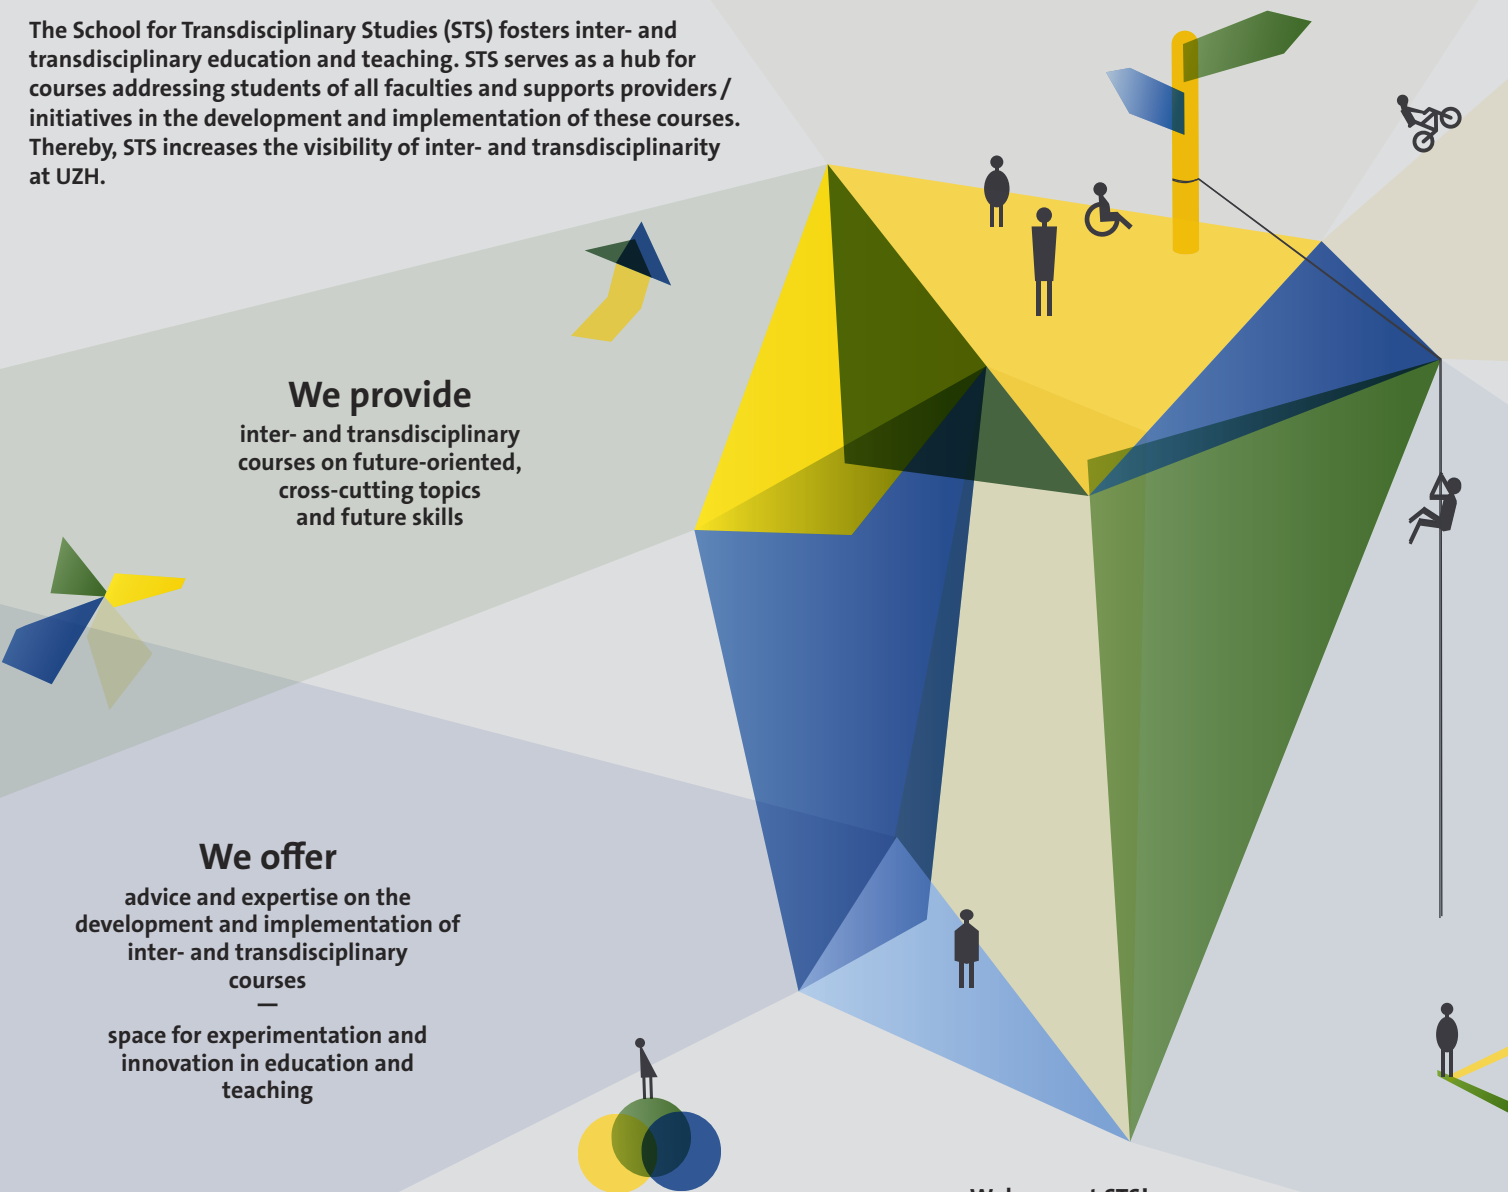 The School for Transdisciplinary Studies (STS) fosters inter- and
transdisciplinary education and teaching. STS serves as a hub for
courses addressing students of all faculties and supports providers/
initiatives in the development and implementation of these courses.
Thereby, STS increases the visibility of inter- and transdisciplinarity
at UZH.
We provide
inter- and transdisciplinary
courses on future-oriented,
cross-cutting topics
and future skills
We offer
advice and expertise on the
development and implementation of
inter- and transdisciplinary
courses
—
space for experimentation and
innovation in education and
teaching